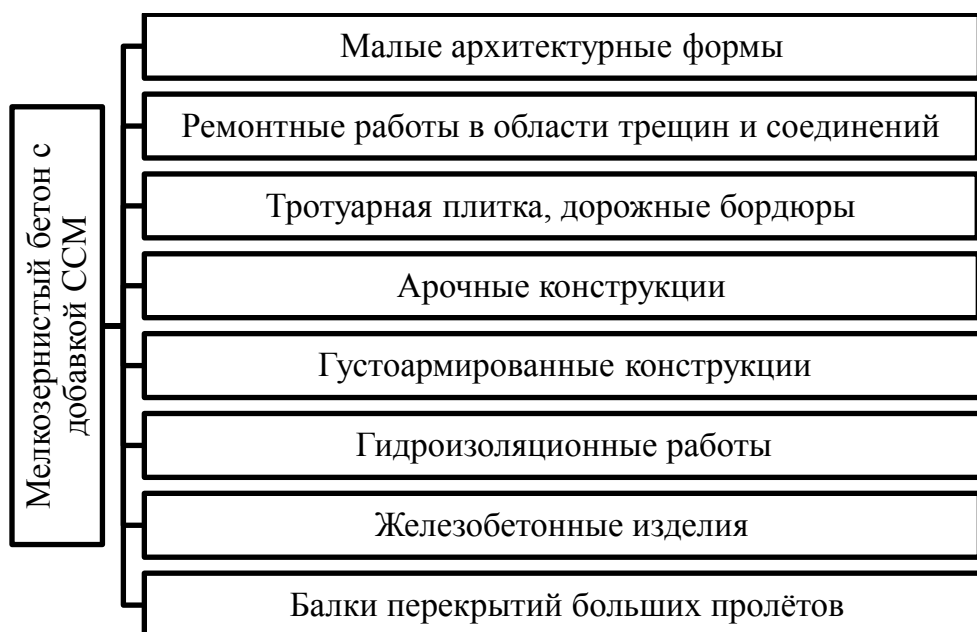 Мелкозернистый бетон с
добавкой ССМ
Малые архитектурные формы
Ремонтные работы в области трещин и соединений
Тротуарная плитка, дорожные бордюры
Арочные конструкции
Густоармированные конструкции
Гидроизоляционные работы
Железобетонные изделия
Балки перекрытий больших пролётов